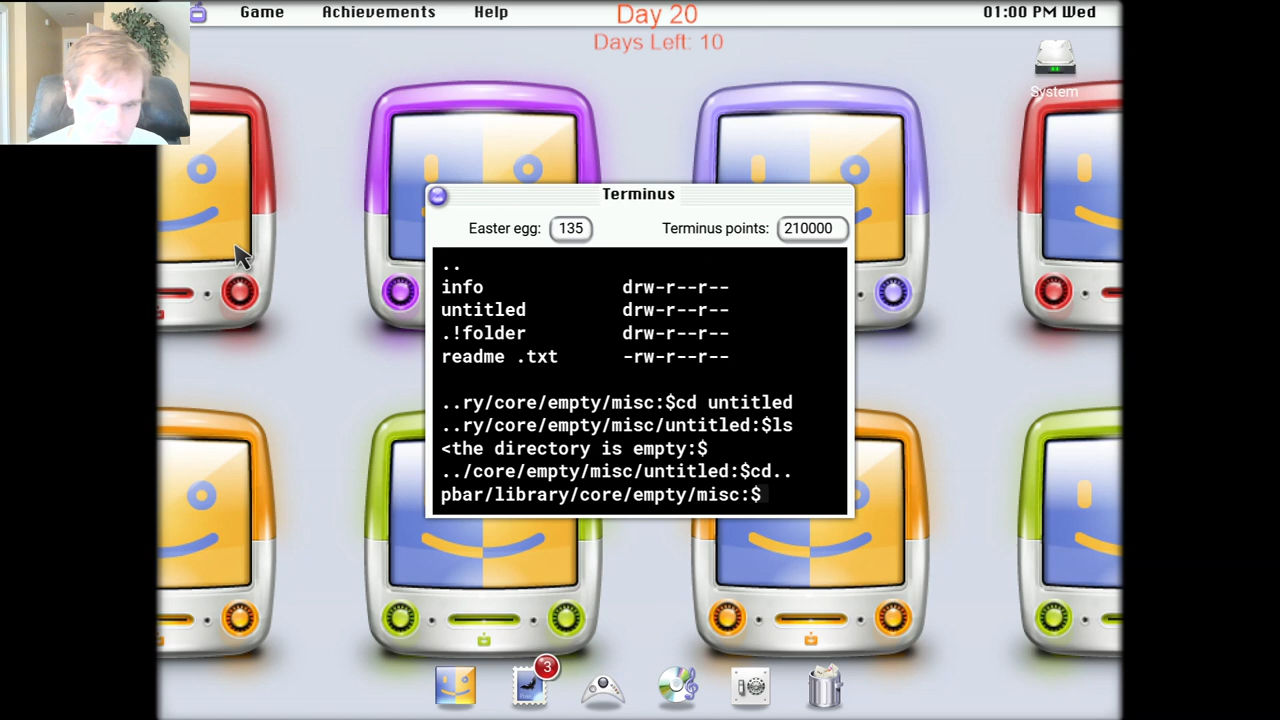 Game Achievements Help Day 20 01:00 PM Wed
Days Left: 10
System
Terminus
Easter egg: 135 Terminus points: 210000
..
info drw-r--r--
untitled drw-r--r--
.!folder drw-r--r--
readme .txt -rw-r--r--
..ry/core/empty/misc:$cd untitled
..ry/core/empty/misc/untitled:$ls
<the directory is empty:$
../core/empty/misc/untitled:$cd..
pbar/library/core/empty/misc:$
3